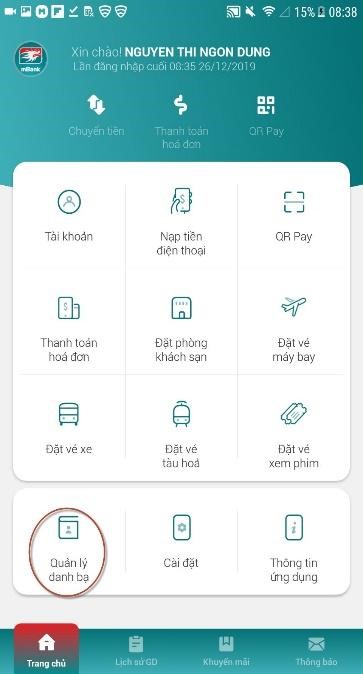 15% 08:38
Xin chào! NGUYEN THI NGON DUNG
Lần đăng nhập cuối 08:35 26/12/2019
mBank
Chuyển tiền
Thanh toán
hoá đơn
QR Pay
Tài khoản
Nạp tiền
điện thoại
QR Pay
Thanh toán
hoá đơn
Đặt phòng
khách sạn
Đặt vé
máy bay
Đặt vé xe
Đặt vé
tàu hoả
Đặt vé
xem phim
Quản lý
danh bạ
Cài đặt
Thông tin
ứng dụng
Trang chủ
Lịch sử GD
Khuyến mãi
Thông báo